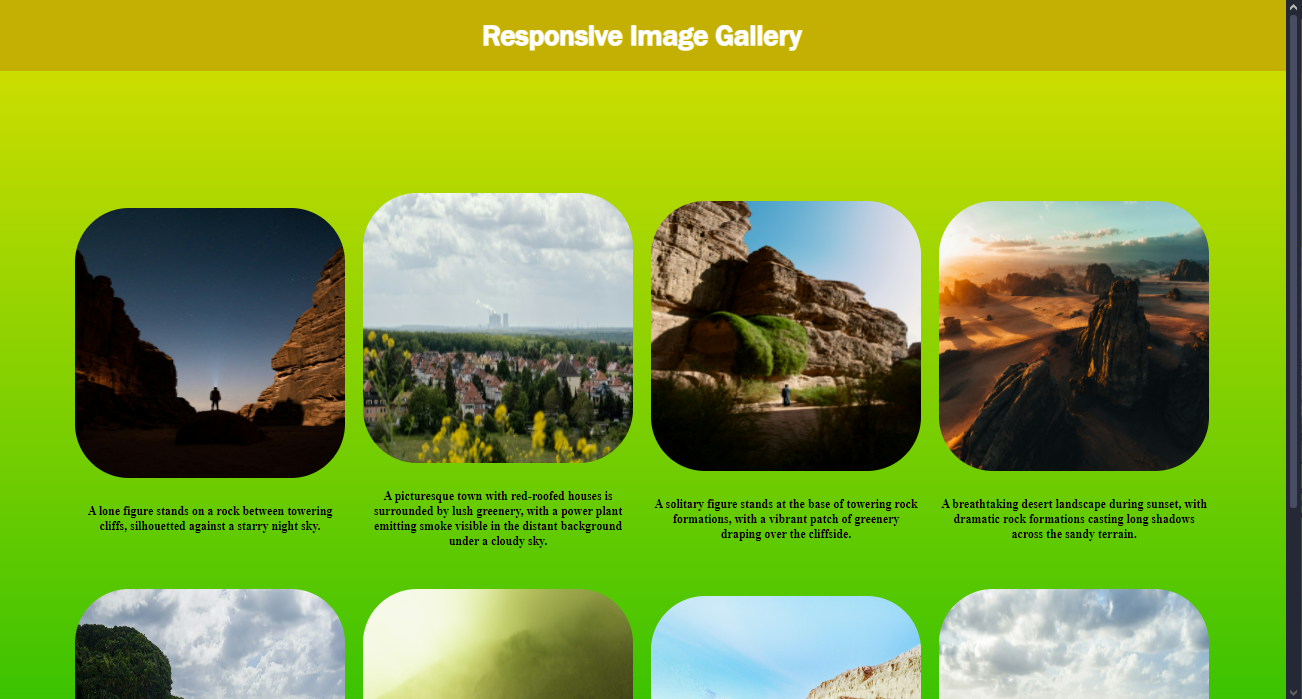 Responsive Image Gallery
A lone figure stands on a rock between towering
cliffs, silhouetted against a starry night sky.
A picturesque town with red-roofed houses is
surrounded by lush greenery, with a power plant
emitting smoke visible in the distant background
under a cloudy sky.
A solitary figure stands at the base of towering rock
formations, with a vibrant patch of greenery
draping over the cliffside.
A breathtaking desert landscape during sunset, with
dramatic rock formations casting long shadows
across the sandy terrain.